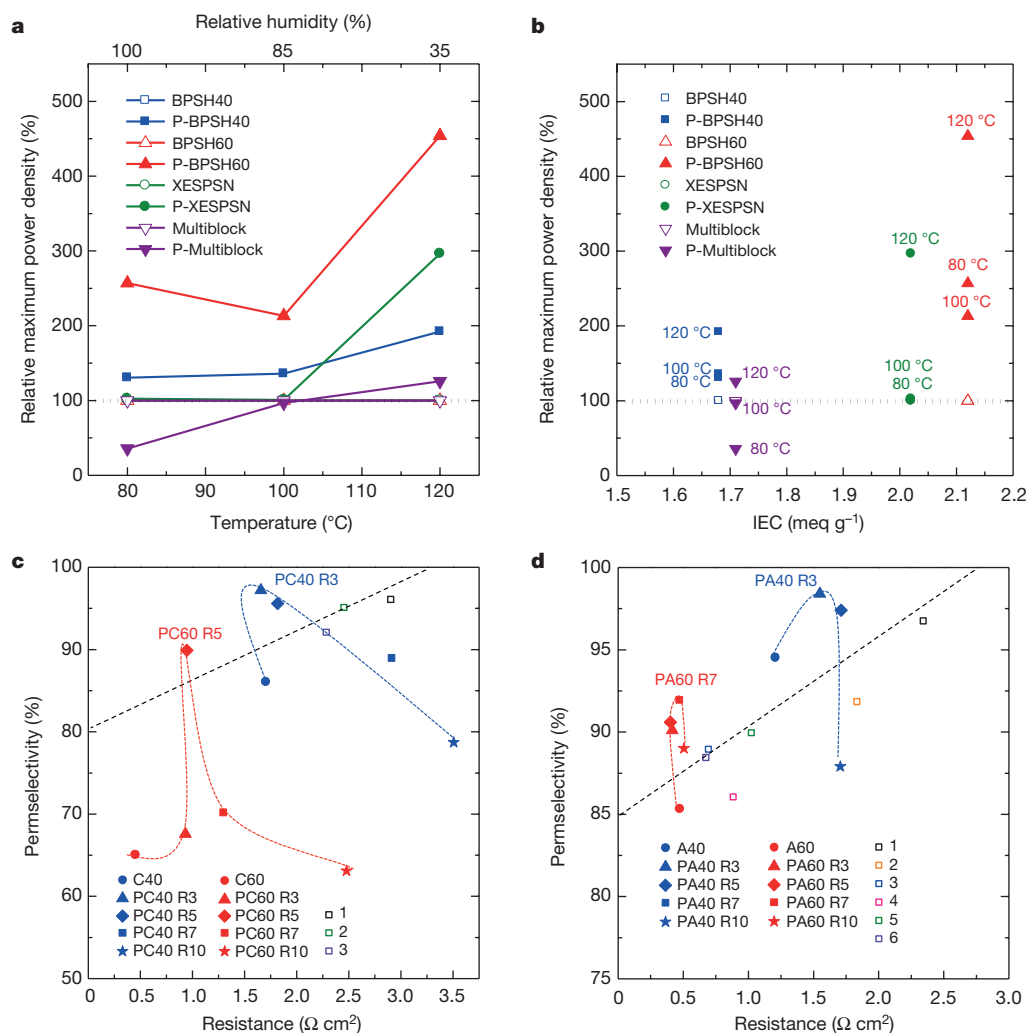 a
Relative humidity (%)
100 85 35
500
400
300
200
100
0
Relative maximum power density (%)
BPSH40
P-BPSH40
BPSH60
P-BPSH60
XESPSN
P-XESPSN
Multiblock
P-Multiblock
80 90 100 110 120
Temperature (°C)
b
500
400
300
200
100
0
Relative maximum power density (%)
BPSH40
P-BPSH40
BPSH60
P-BPSH60
XESPSN
P-XESPSN
Multiblock
P-Multiblock
120 °C
120 °C
80 °C
100 °C
120 °C
100 °C
80 °C
120 °C
100 °C
80 °C
100 °C
80 °C
1.5 1.6 1.7 1.8 1.9 2.0 2.1 2.2
IEC (meq g⁻¹)
c
100
90
80
70
60
50
Permselectivity (%)
PC40 R3
PC60 R5
C40
PC40 R3
PC40 R5
PC40 R7
PC40 R10
C60
PC60 R3
PC60 R5
PC60 R7
PC60 R10
1
2
3
0 0.5 1.0 1.5 2.0 2.5 3.0 3.5
Resistance (Ω cm²)
d
100
95
90
85
80
75
Permselectivity (%)
PA40 R3
PA60 R7
A40
PA40 R3
PA40 R5
PA40 R7
PA40 R10
A60
PA60 R3
PA60 R5
PA60 R7
PA60 R10
1
2
3
4
5
6
0 0.5 1.0 1.5 2.0 2.5 3.0
Resistance (Ω cm²)